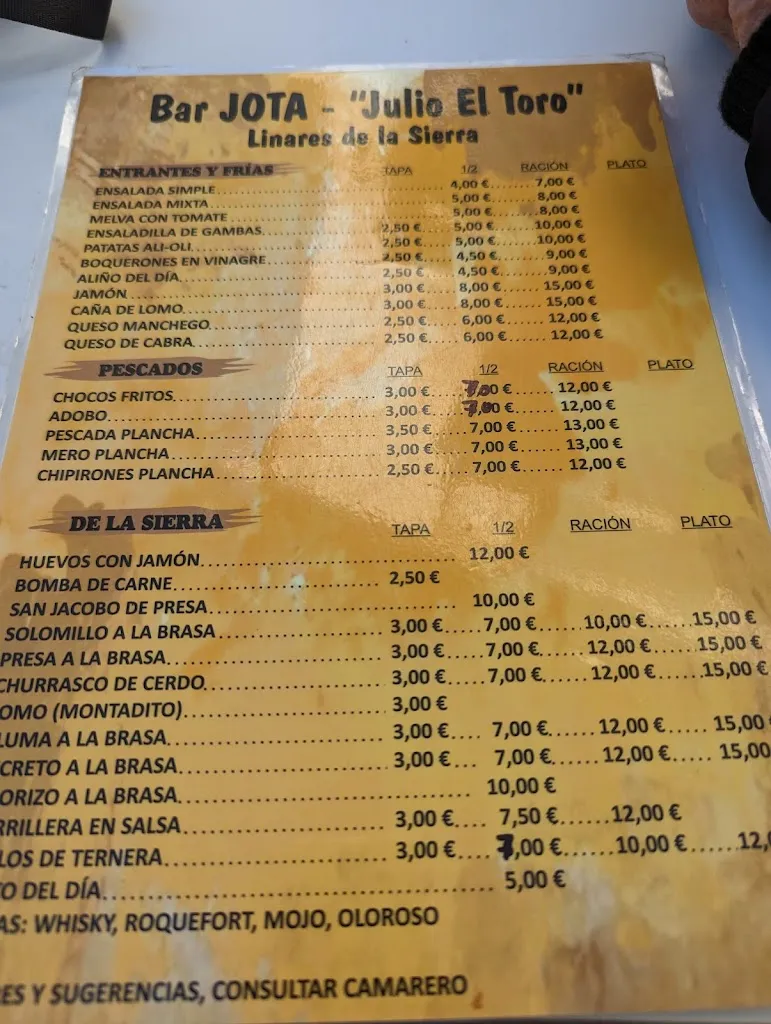 Bar JOTA - "Julio El Toro"
Linares de la Sierra
ENTRANTES Y FRÍAS TAPA 1/2 RACIÓN PLATO
ENSALADA SIMPLE 4,00 € 7,00 €
ENSALADA MIXTA 5,00 € 8,00 €
MELVA CON TOMATE 5,00 € 8,00 €
ENSALADILLA DE GAMBAS 2,50 € 5,00 € 10,00 €
PATATAS ALI-OLI 2,50 € 5,00 € 10,00 €
BOQUERONES EN VINAGRE 2,50 € 4,50 € 9,00 €
ALIÑO DEL DÍA 2,50 € 4,50 € 9,00 €
JAMÓN 3,00 € 8,00 € 15,00 €
CAÑA DE LOMO 3,00 € 8,00 € 15,00 €
QUESO MANCHEGO 2,50 € 6,00 € 12,00 €
QUESO DE CABRA 2,50 € 6,00 € 12,00 €
PESCADOS TAPA 1/2 RACIÓN PLATO
CHOCOS FRITOS 3,00 € 7,00 € 12,00 €
ADOBO 3,00 € 7,00 € 12,00 €
PESCADA PLANCHA 3,50 € 7,00 € 13,00 €
MERO PLANCHA 3,00 € 7,00 € 13,00 €
CHIPIRONES PLANCHA 2,50 € 7,00 € 12,00 €
DE LA SIERRA TAPA 1/2 RACIÓN PLATO
HUEVOS CON JAMÓN 12,00 €
BOMBA DE CARNE 2,50 €
SAN JACOBO DE PRESA 10,00 €
SOLOMILLO A LA BRASA 3,00 € 7,00 € 10,00 € 15,00 €
PRESA A LA BRASA 3,00 € 7,00 € 12,00 € 15,00 €
CHURRASCO DE CERDO 3,00 € 7,00 € 12,00 € 15,00 €
OMO (MONTADITO) 3,00 €
LUMA A LA BRASA 3,00 € 7,00 € 12,00 € 15,00
CRETO A LA BRASA 3,00 € 7,00 € 12,00 € 15,00
ORIZO A LA BRASA 10,00 €
RRILLERA EN SALSA 3,00 € 7,50 € 12,00 €
LOS DE TERNERA 3,00 € 7,00 € 10,00 € 12,
O DEL DÍA 5,00 €
AS: WHISKY, ROQUEFORT, MOJO, OLOROSO
ES Y SUGERENCIAS, CONSULTAR CAMARERO